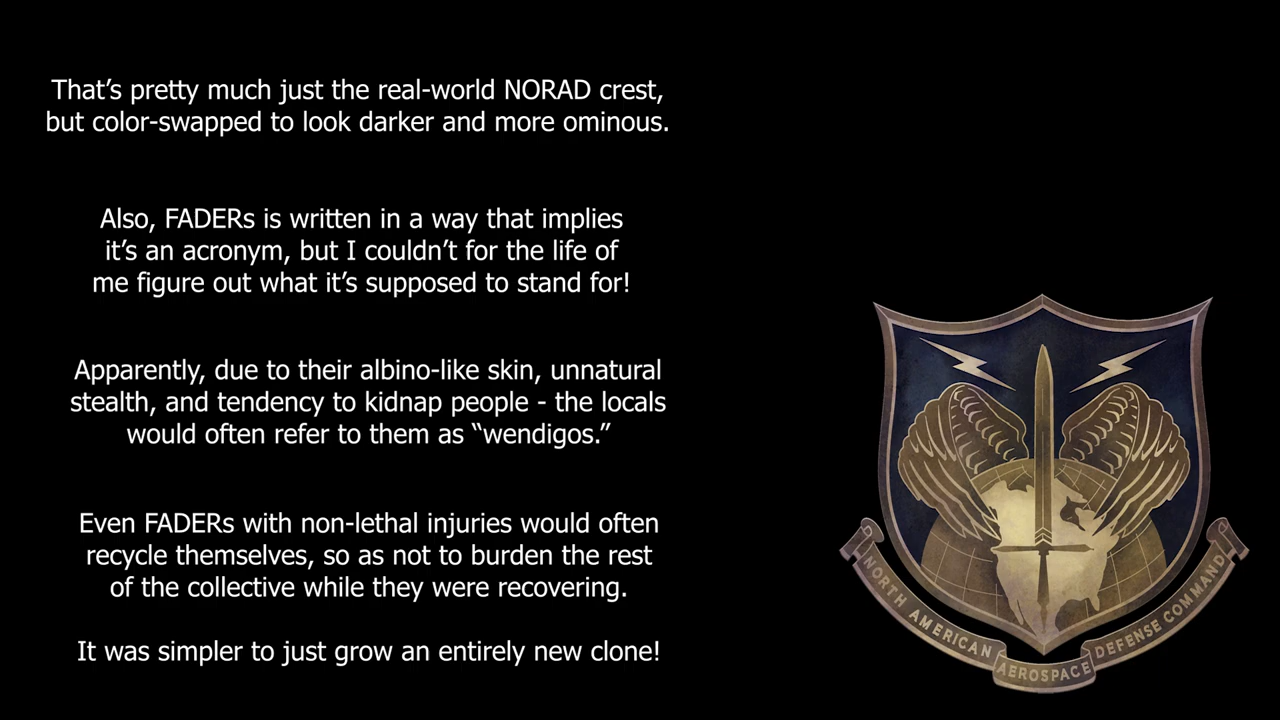 That’s pretty much just the real-world NORAD crest,
but color-swapped to look darker and more ominous.
Also, FADERs is written in a way that implies
it’s an acronym, but I couldn’t for the life of
me figure out what it’s supposed to stand for!
Apparently, due to their albino-like skin, unnatural
stealth, and tendency to kidnap people - the locals
would often refer to them as “wendigos.”
Even FADERs with non-lethal injuries would often
recycle themselves, so as not to burden the rest
of the collective while they were recovering.
It was simpler to just grow an entirely new clone!
NORTH AMERICAN
AEROSPACE
DEFENSE COMMAND